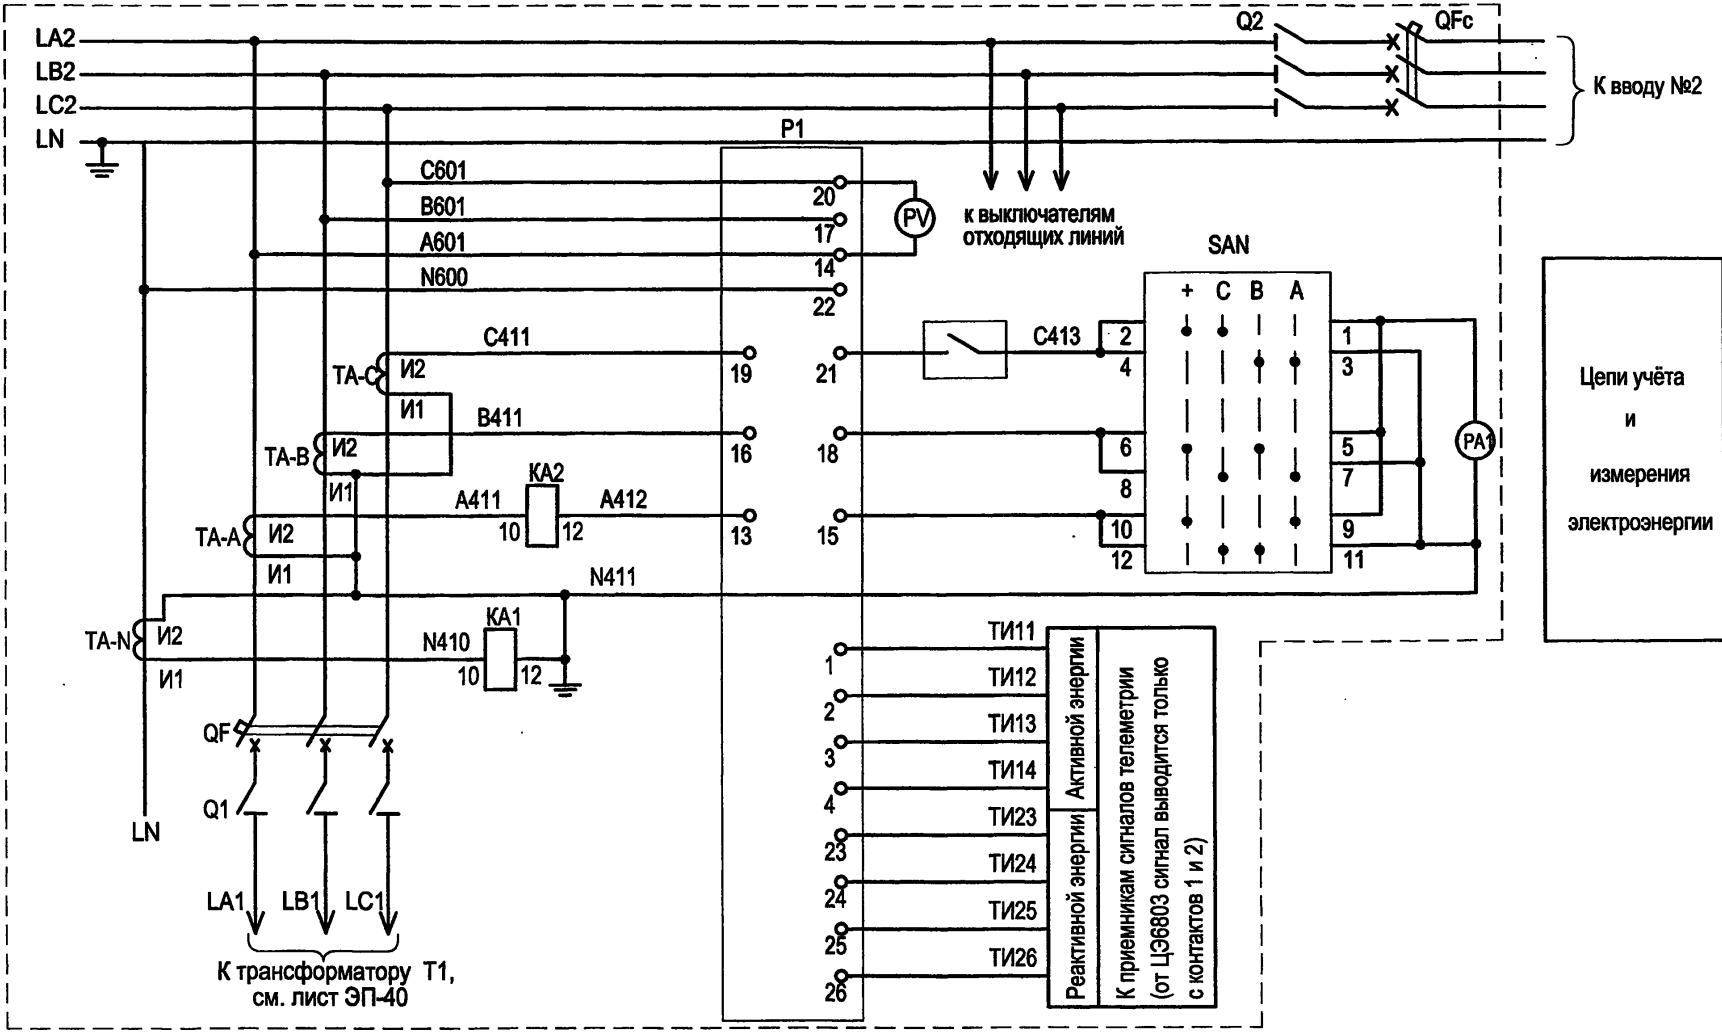 LA2
LB2
LC2
LN
Q2
QFc
К вводу №2
P1
C601
B601
A601
N600
20
17
14
22
PV
к выключателям
отходящих линий
SAN
+ C B A
C411
TA-C
И2
И1
19
21
C413
2
4
1
3
B411
TA-B
И2
И1
16
18
6
8
5
7
PA1
A411
KA2
A412
10
12
TA-A
И2
И1
13
15
10
12
9
11
N411
TA-N
И2
И1
N410
KA1
10
12
QF
Q1
LN
LA1
LB1
LC1
К трансформатору Т1,
см. лист ЭП-40
1
2
3
4
23
24
25
26
ТИ11
ТИ12
ТИ13
ТИ14
ТИ23
ТИ24
ТИ25
ТИ26
Активной энергии
Реактивной энергии
К приемникам сигналов телеметрии
(от ЦЭ6803 сигнал выводится только
с контактов 1 и 2)
Цепи учёта
и
измерения
электроэнергии